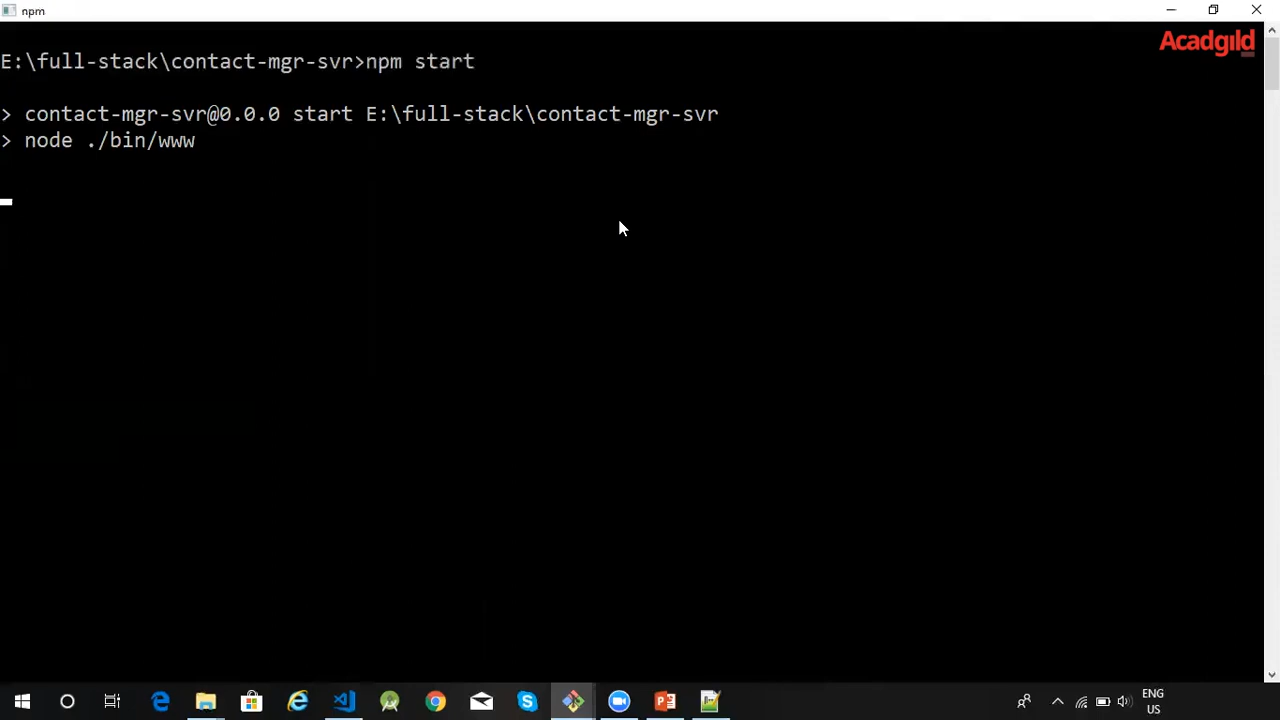 npm
Acadgild
E:\full-stack\contact-mgr-svr>npm start
> contact-mgr-svr@0.0.0 start E:\full-stack\contact-mgr-svr
> node ./bin/www
ENG
US